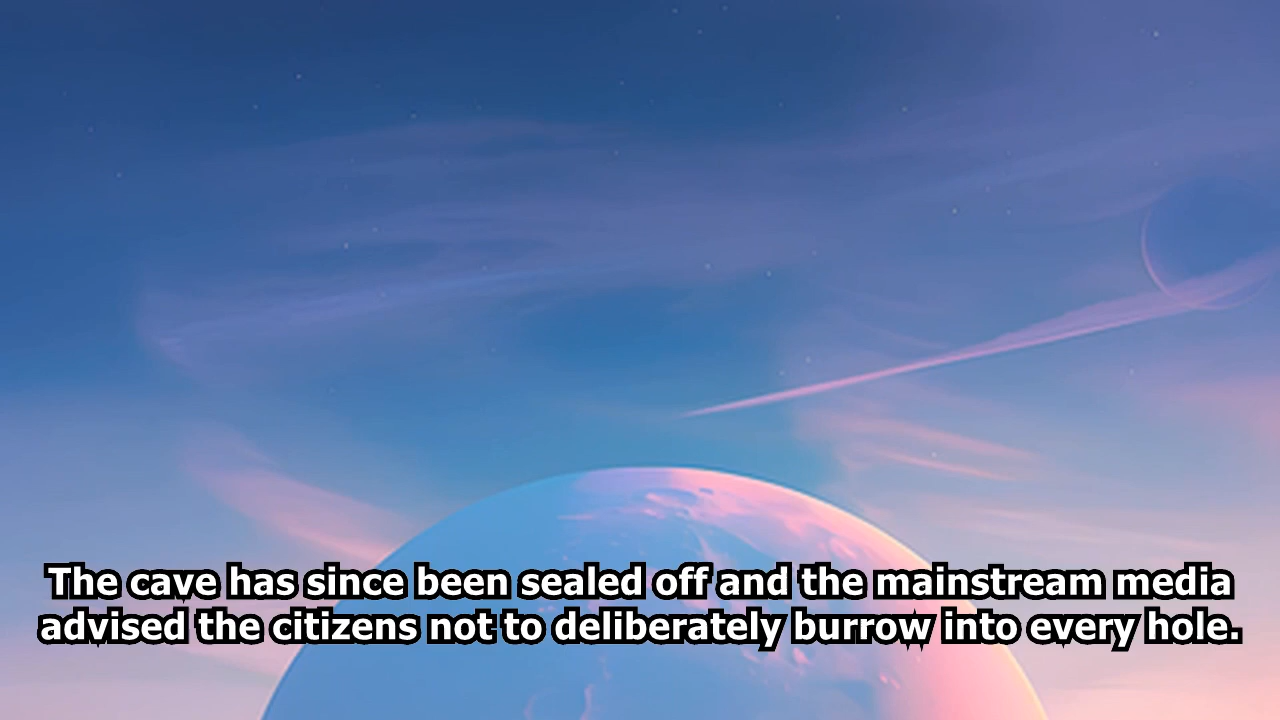 The cave has since been sealed off and the mainstream media
advised the citizens not to deliberately burrow into every hole.